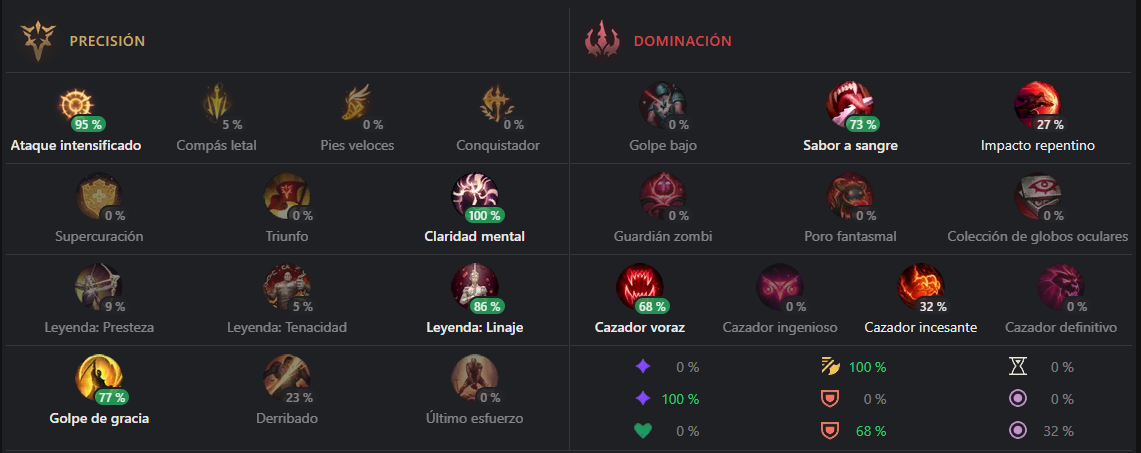 PRECISIÓN
95 % 5 % 0 % 0 %
Ataque intensificado Compás letal Pies veloces Conquistador
0 % 0 % 100 %
Supercuración Triunfo Claridad mental
9 % 5 % 86 %
Leyenda: Presteza Leyenda: Tenacidad Leyenda: Linaje
77 % 23 % 0 %
Golpe de gracia Derribado Último esfuerzo
DOMINACIÓN
0 % 73 % 27 %
Golpe bajo Sabor a sangre Impacto repentino
0 % 0 % 0 %
Guardián zombi Poro fantasmal Colección de globos oculares
68 % 0 % 32 % 0 %
Cazador voraz Cazador ingenioso Cazador incesante Cazador definitivo
0 % 100 % 0 %
100 % 0 % 0 %
0 % 68 % 32 %